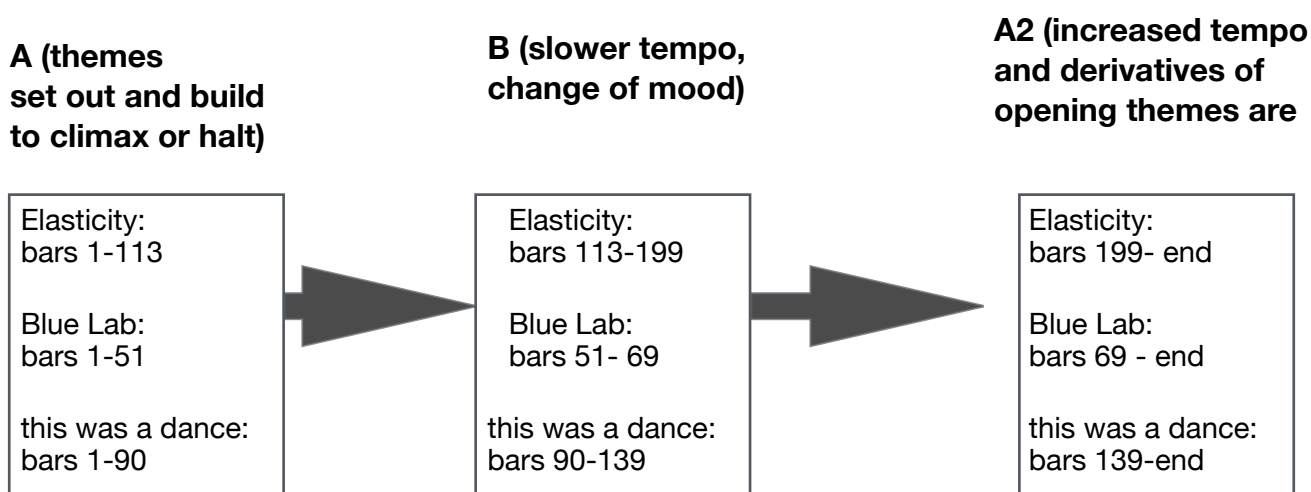 A (themes
set out and build
to climax or halt)
B (slower tempo,
change of mood)
A2 (increased tempo
and derivatives of
opening themes are
Elasticity:
bars 1-113
Blue Lab:
bars 1-51
this was a dance:
bars 1-90
Elasticity:
bars 113-199
Blue Lab:
bars 51- 69
this was a dance:
bars 90-139
Elasticity:
bars 199- end
Blue Lab:
bars 69 - end
this was a dance:
bars 139-end